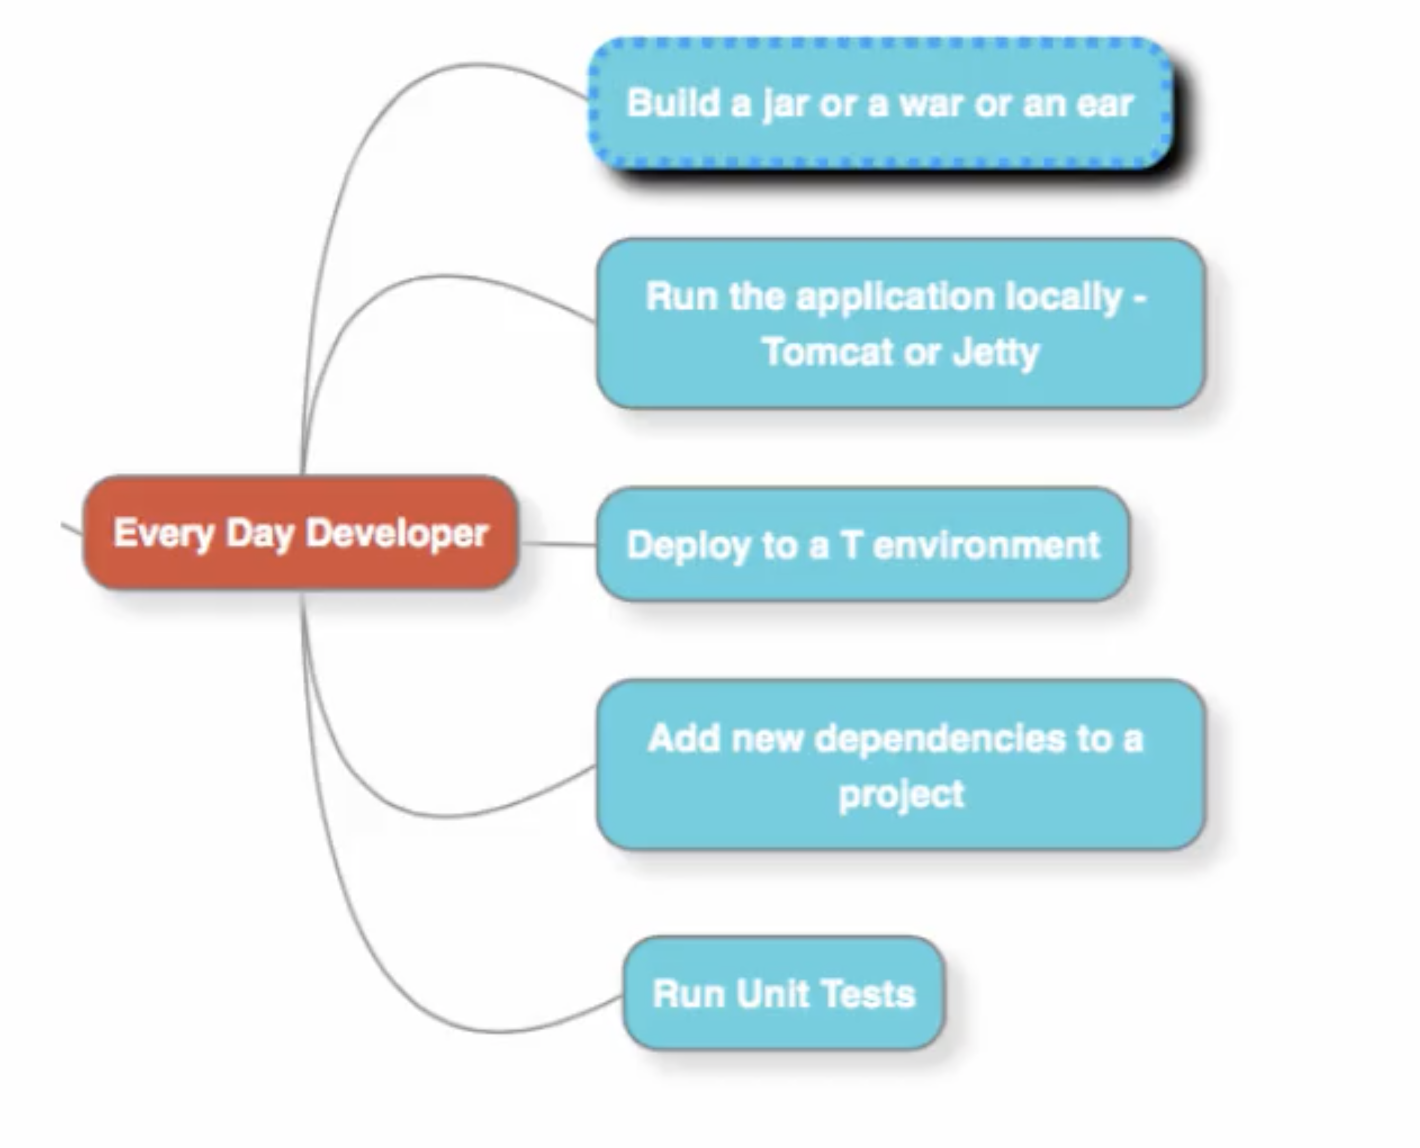 Build a jar or a war or an ear
Run the application locally -
Tomcat or Jetty
Every Day Developer
Deploy to a T environment
Add new dependencies to a
project
Run Unit Tests